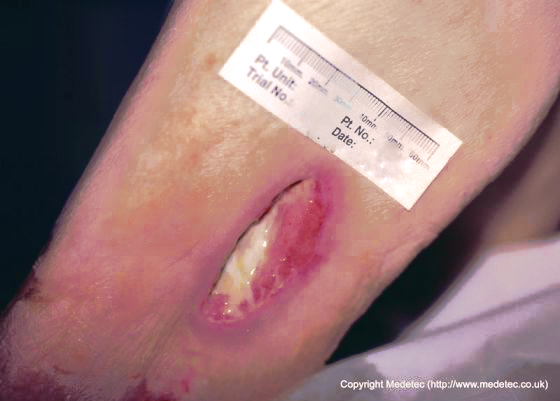 10mm 20mm 30mm 40mm 50mm 60mm
Pt. Unit:
Pt. No.:
Trial No.:
Date:
Copyright Medetec (http://www.medetec.co.uk)